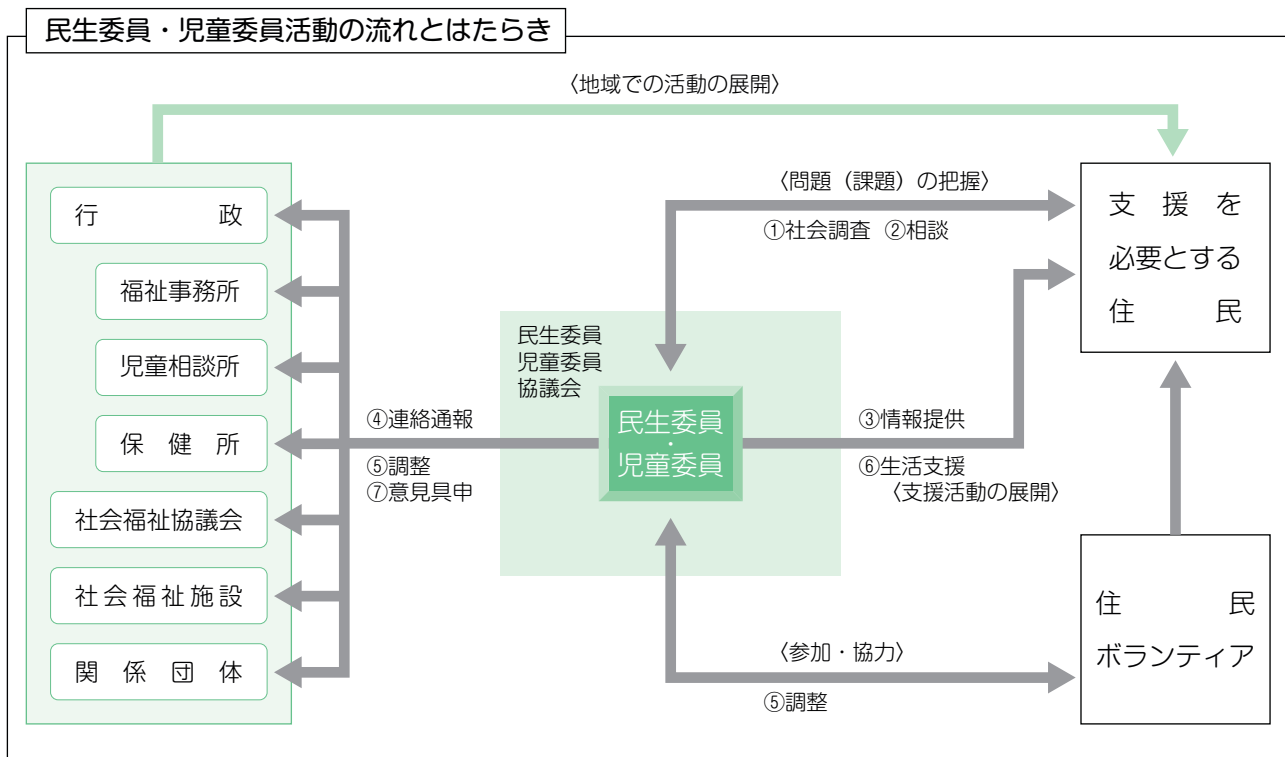 民生委員・児童委員活動の流れとはたらき
〈地域での活動の展開〉
行政
福祉事務所
児童相談所
保健所
社会福祉協議会
社会福祉施設
関係団体
④連絡通報
⑤調整
⑦意見具申
民生委員
児童委員
協議会
民生委員
・
児童委員
〈問題（課題）の把握〉
①社会調査 ②相談
③情報提供
⑥生活支援
〈支援活動の展開〉
〈参加・協力〉
⑤調整
支援を
必要とする
住民
住民
ボランティア